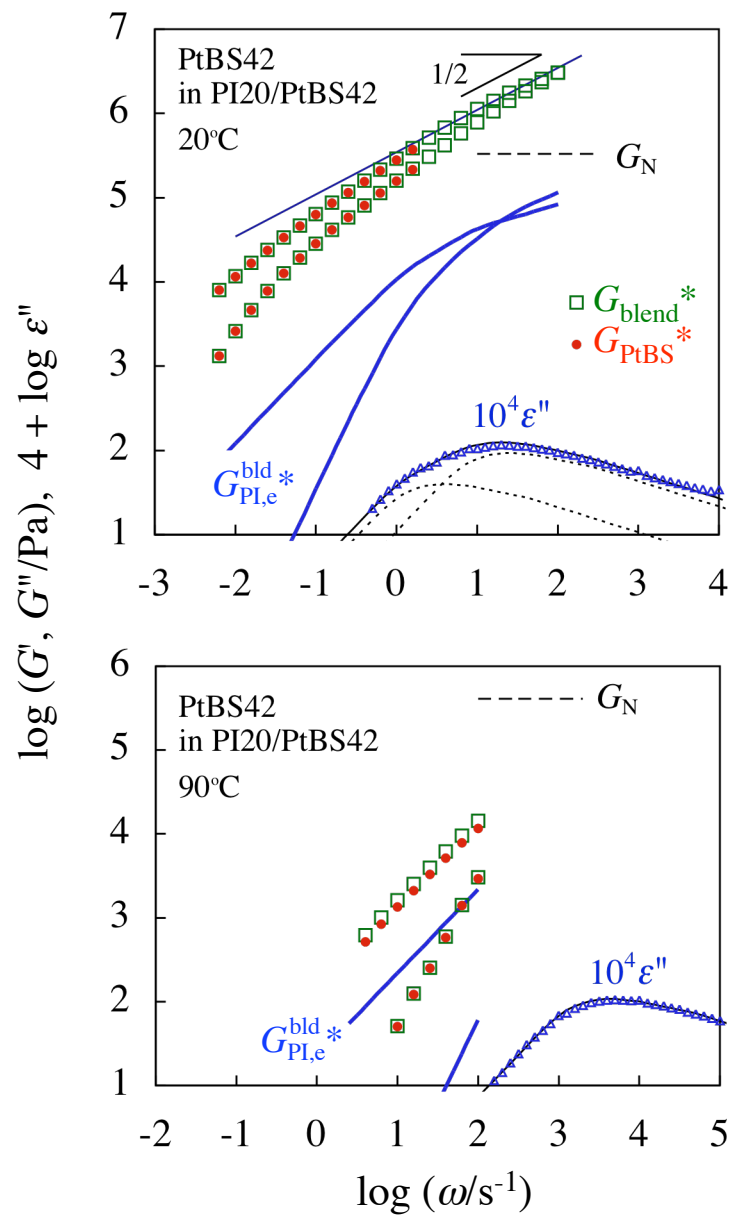 log (G', G"/Pa), 4 + log ε"
7
6
5
4
3
2
1
PtBS42
in PI20/PtBS42
20°C
1/2
G_N
G_blend*
G_PtBS*
10^4ε"
G_PI,e^bld*
-3 -2 -1 0 1 2 3 4
6
5
4
3
2
1
PtBS42
in PI20/PtBS42
90°C
G_N
G_PI,e^bld*
10^4ε"
-2 -1 0 1 2 3 4 5
log (ω/s^-1)